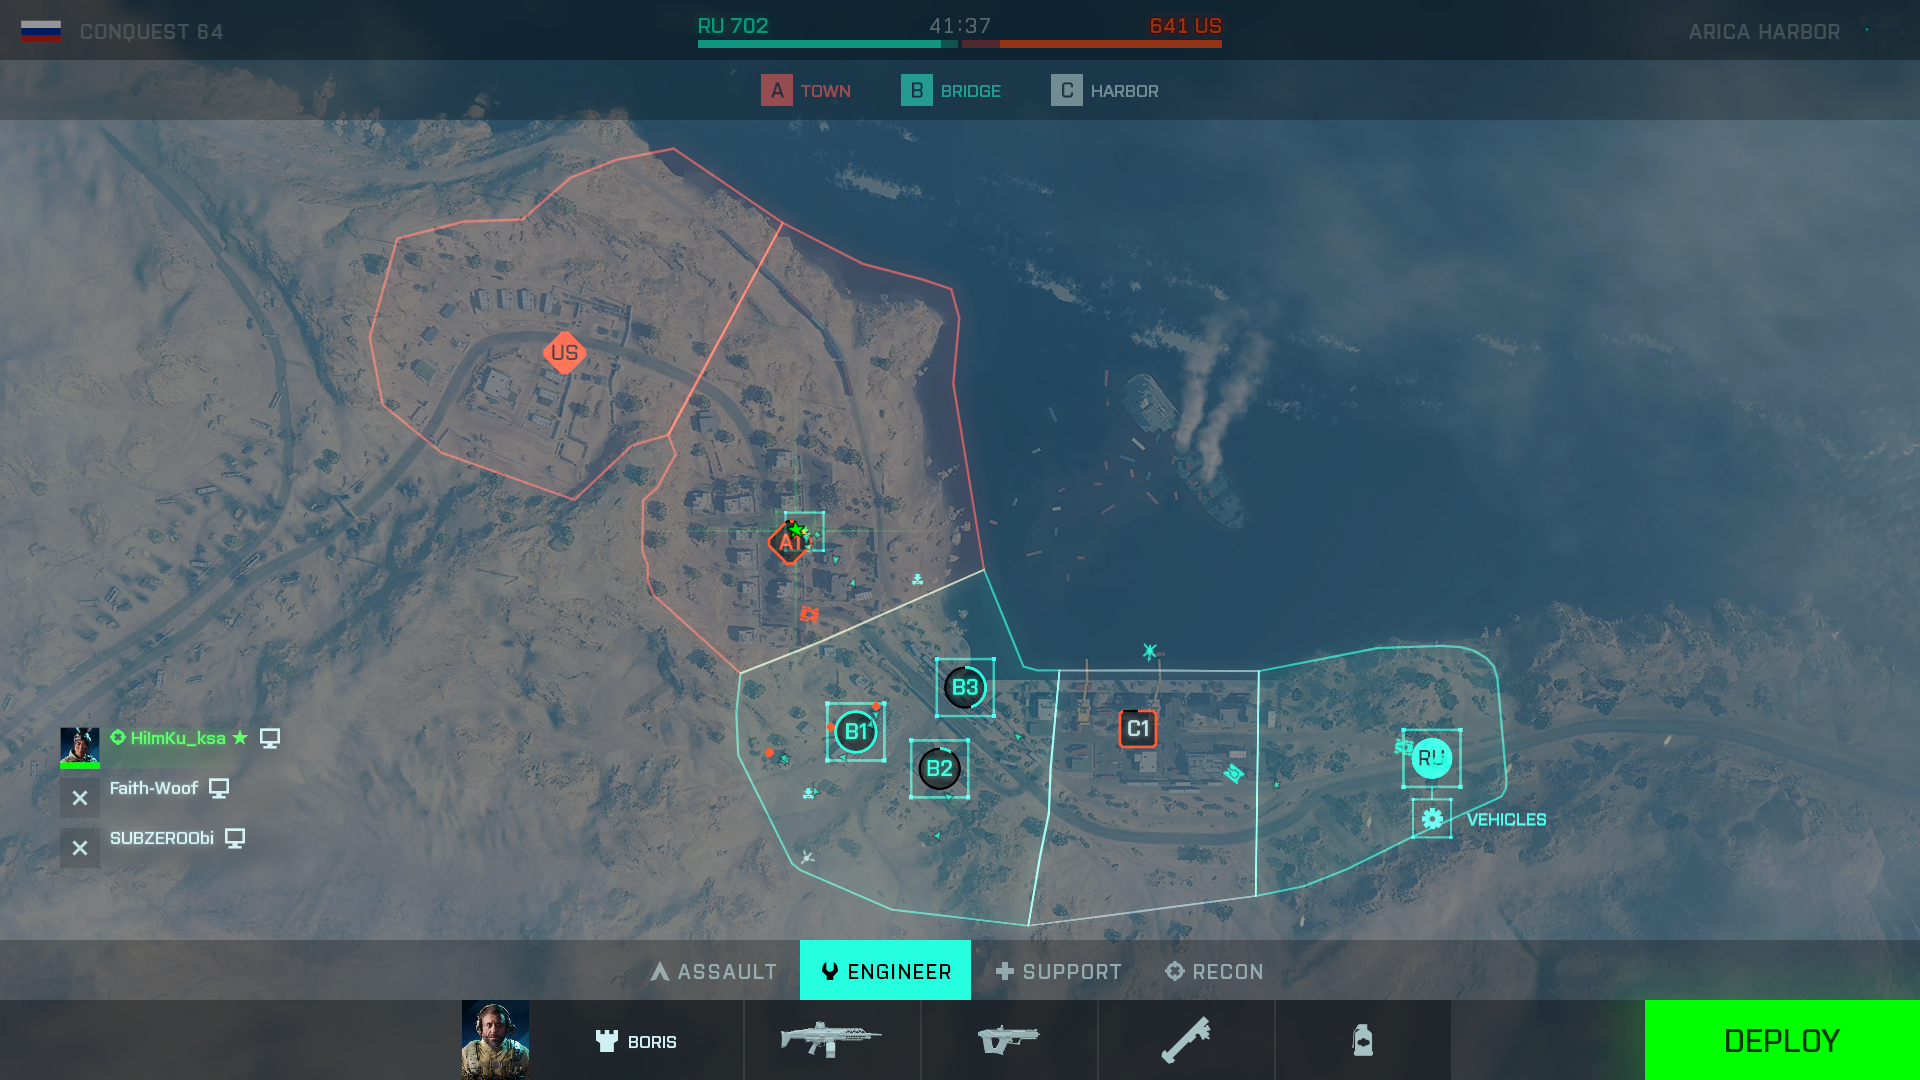 CONQUEST 64
RU 702
41:37
641 US
ARICA HARBOR
A TOWN
B BRIDGE
C HARBOR
US
A1
B3
B1
B2
C1
RU
VEHICLES
HilmKu_ksa
Faith-Woof
SUBZEROObi
ASSAULT
ENGINEER
SUPPORT
RECON
BORIS
DEPLOY